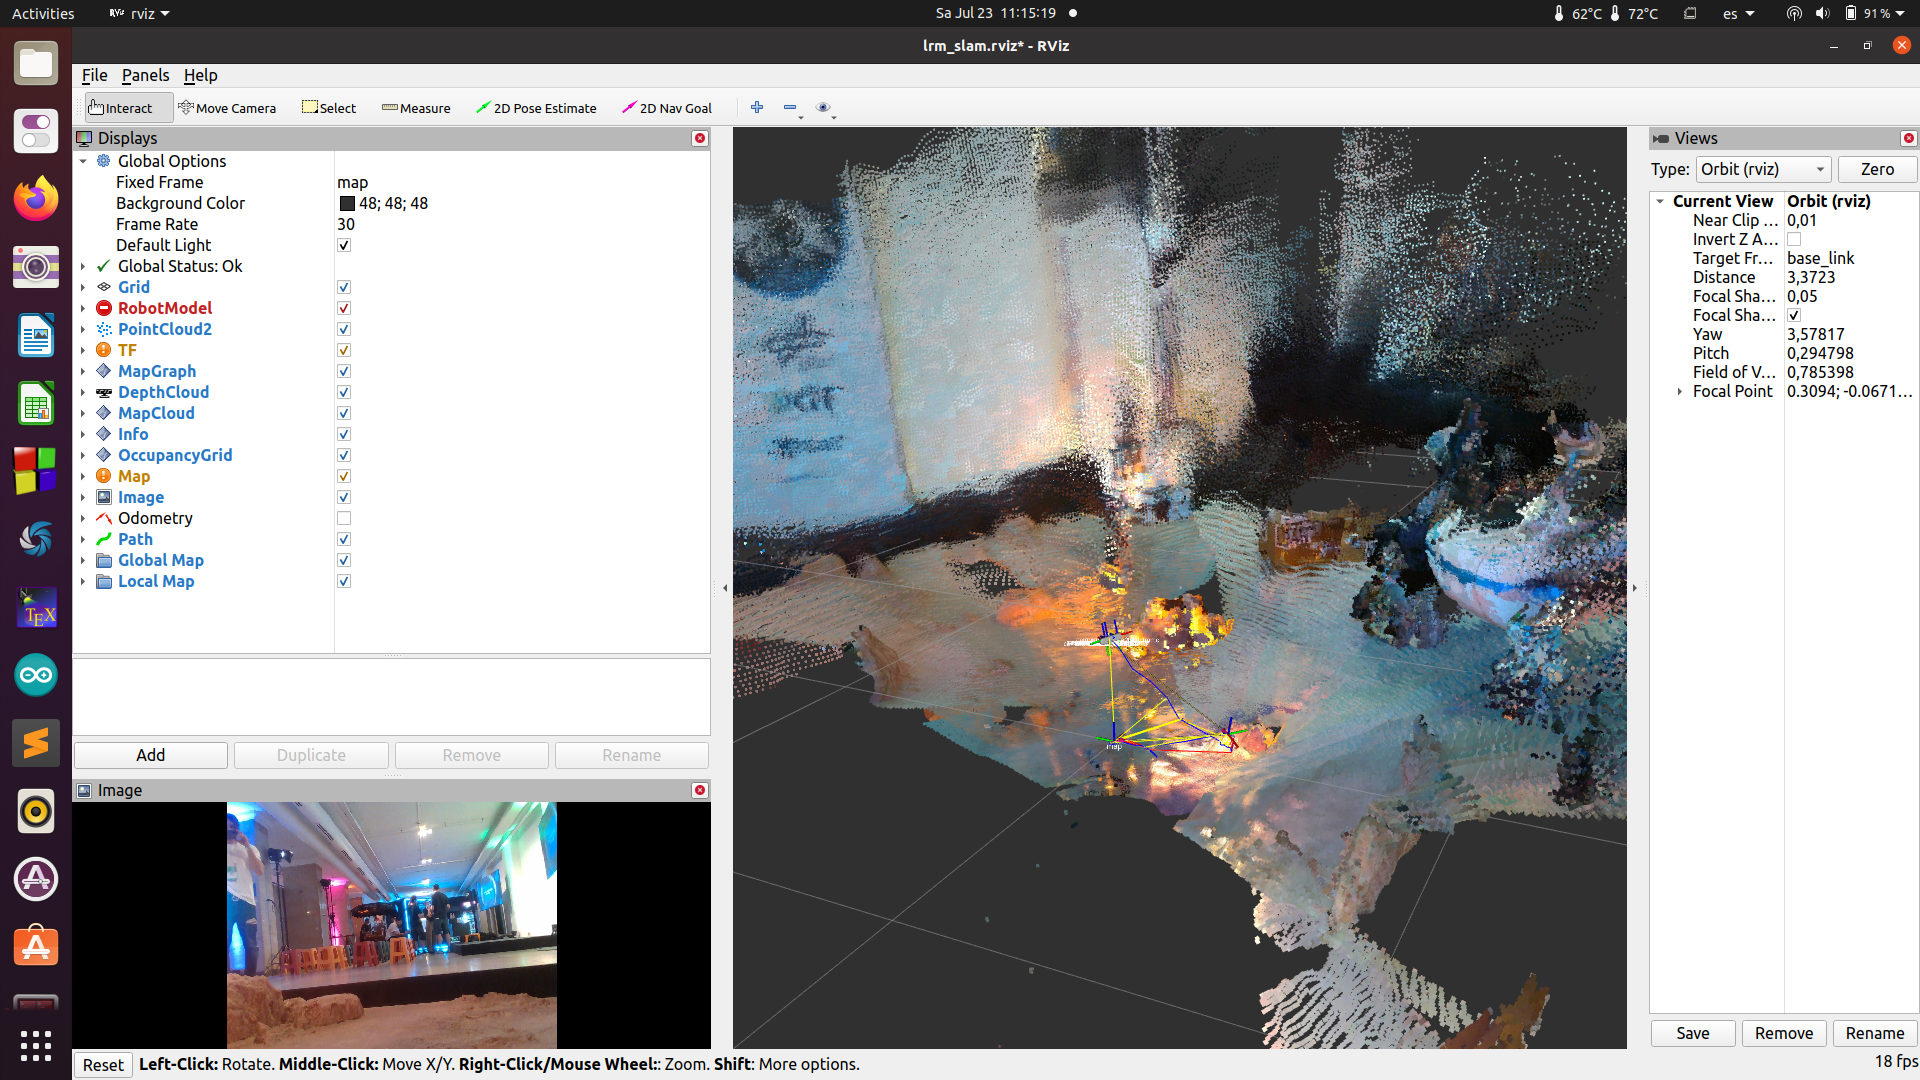 Activities
rviz
Sa Jul 23 11:15:19
62°C
72°C
es
91 %
lrm_slam.rviz* - RViz
File Panels Help
Interact
Move Camera
Select
Measure
2D Pose Estimate
2D Nav Goal
Displays
Global Options
Fixed Frame map
Background Color 48; 48; 48
Frame Rate 30
Default Light
Global Status: Ok
Grid
RobotModel
PointCloud2
TF
MapGraph
DepthCloud
MapCloud
Info
OccupancyGrid
Map
Image
Odometry
Path
Global Map
Local Map
Add Duplicate Remove Rename
Image
map
Views
Type: Orbit (rviz) Zero
Current View Orbit (rviz)
Near Clip ... 0,01
Invert Z A...
Target Fr... base_link
Distance 3,3723
Focal Sha... 0,05
Focal Sha...
Yaw 3,57817
Pitch 0,294798
Field of V... 0,785398
Focal Point 0.3094; -0.0671...
Save Remove Rename
Reset Left-Click: Rotate. Middle-Click: Move X/Y. Right-Click/Mouse Wheel:: Zoom. Shift: More options.
18 fps
TEX